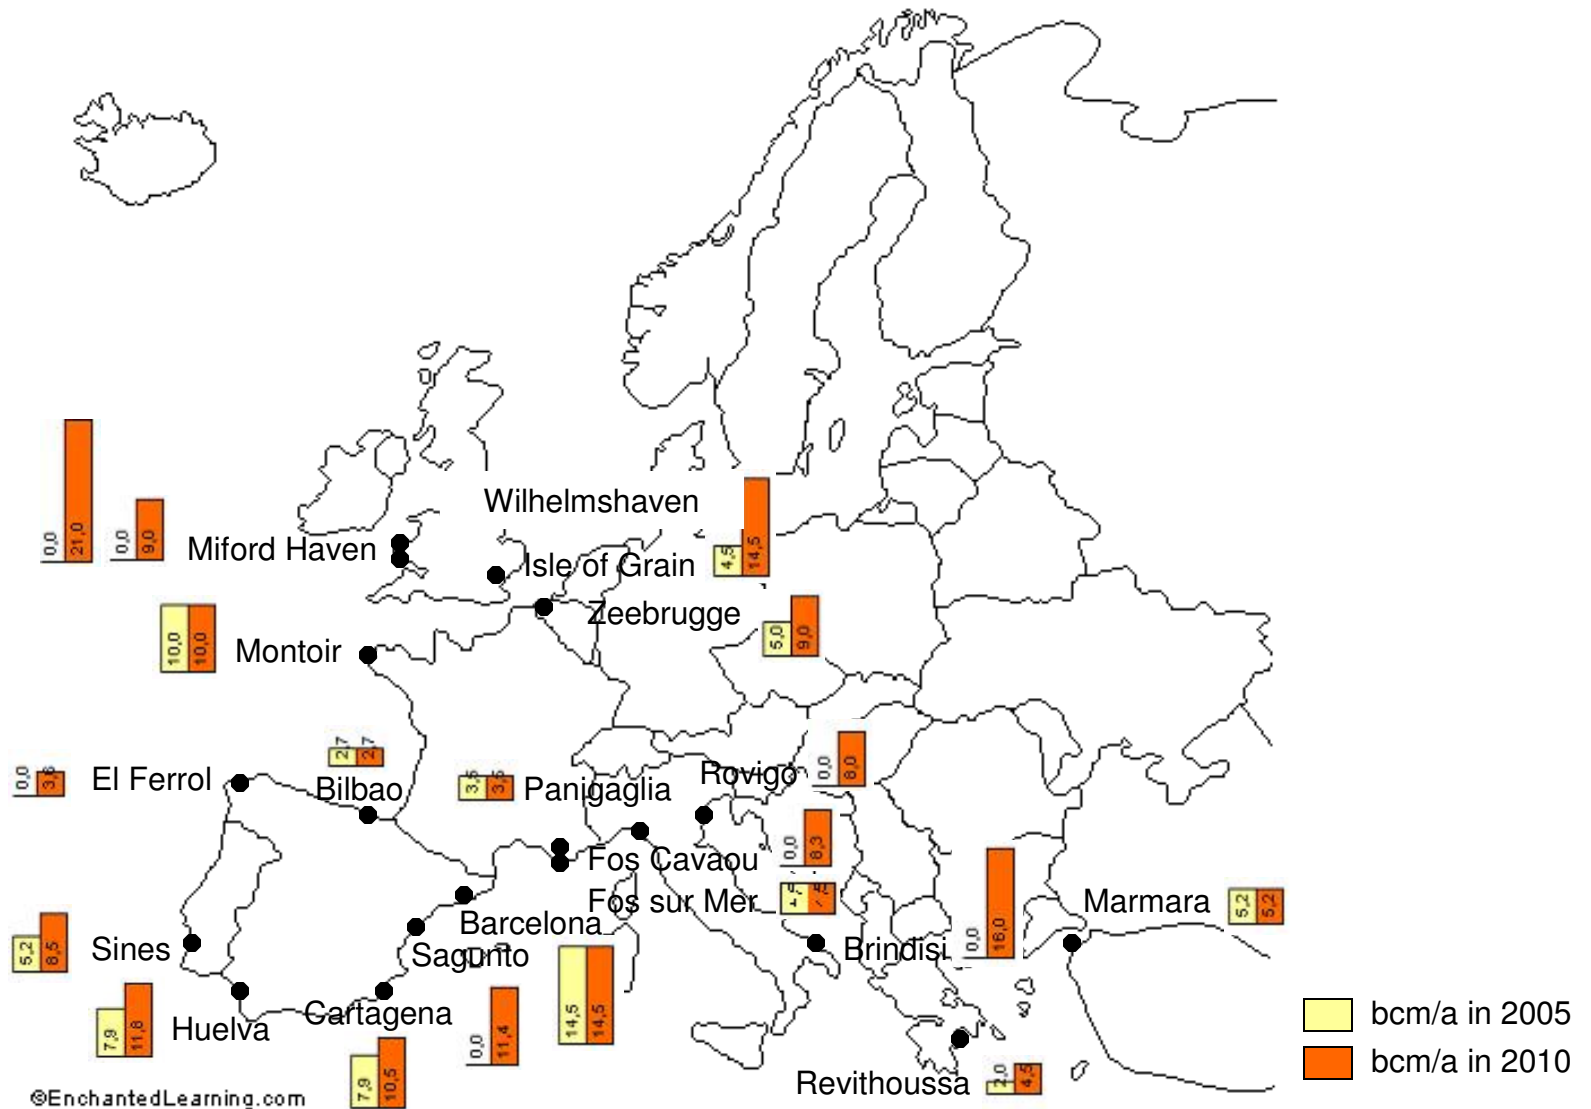 Wilhelmshaven
0,0
21,0
0,0
9,0
Miford Haven
Isle of Grain
4,5
14,5
Zeebrugge
5,0
9,0
10,0
10,0
Montoir
0,0
3,6
El Ferrol
2,7
2,7
Bilbao
3,5
3,5
Panigaglia
Rovigo
0,0
8,0
Fos Cavaou
0,0
8,3
Fos sur Mer
Barcelona
Sagunto
14,5
14,5
Brindisi
0,0
16,0
Marmara
5,2
5,2
5,2
8,5
Sines
7,9
11,8
Huelva
Cartagena
7,9
10,5
0,0
11,4
Revithoussa
2,0
4,5
bcm/a in 2005
bcm/a in 2010
©EnchantedLearning.com